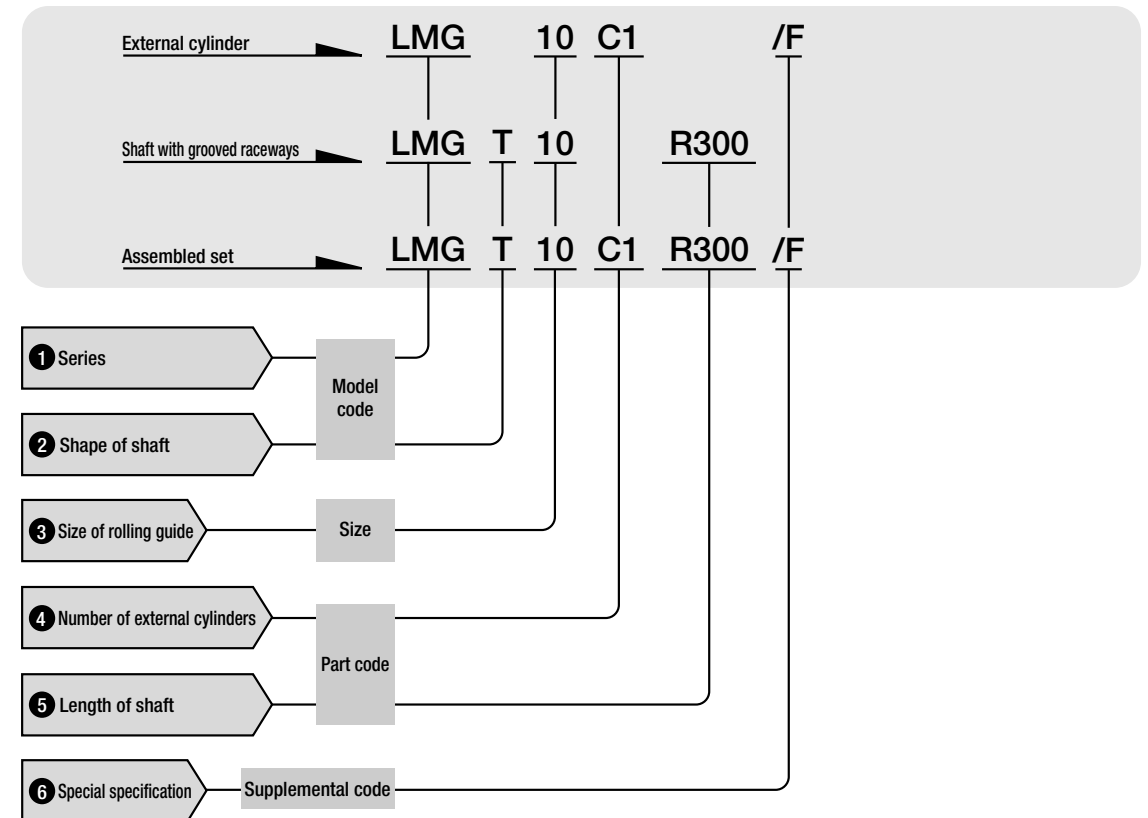 External cylinder LMG 10 C1 /F
Shaft with grooved raceways LMG T 10 R300
Assembled set LMG T 10 C1 R300 /F
1 Series
Model
code
2 Shape of shaft
3 Size of rolling guide Size
4 Number of external cylinders
Part code
5 Length of shaft
6 Special specification Supplemental code